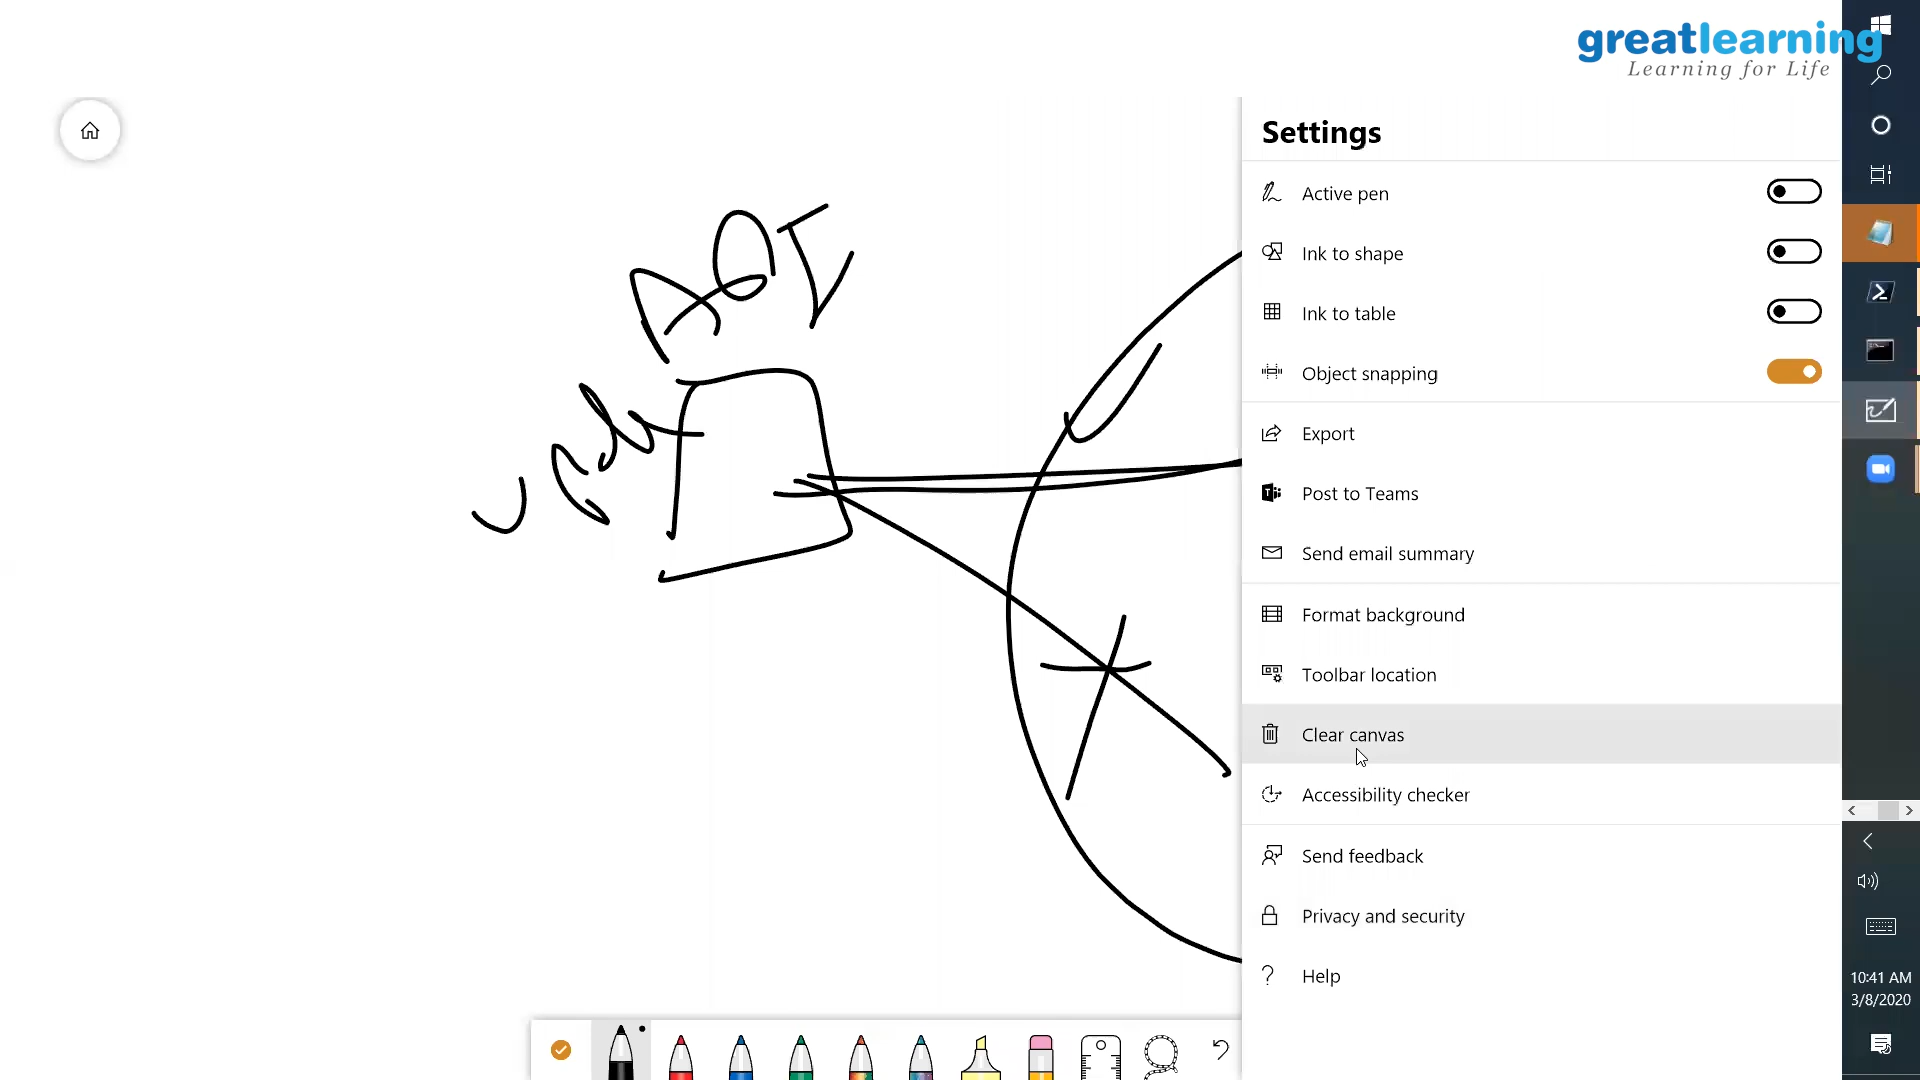 greatlearning
Learning for Life
Settings
Active pen
Ink to shape
Ink to table
Object snapping
Export
Post to Teams
Send email summary
Format background
Toolbar location
Clear canvas
Accessibility checker
Send feedback
Privacy and security
? Help
10:41 AM
3/8/2020